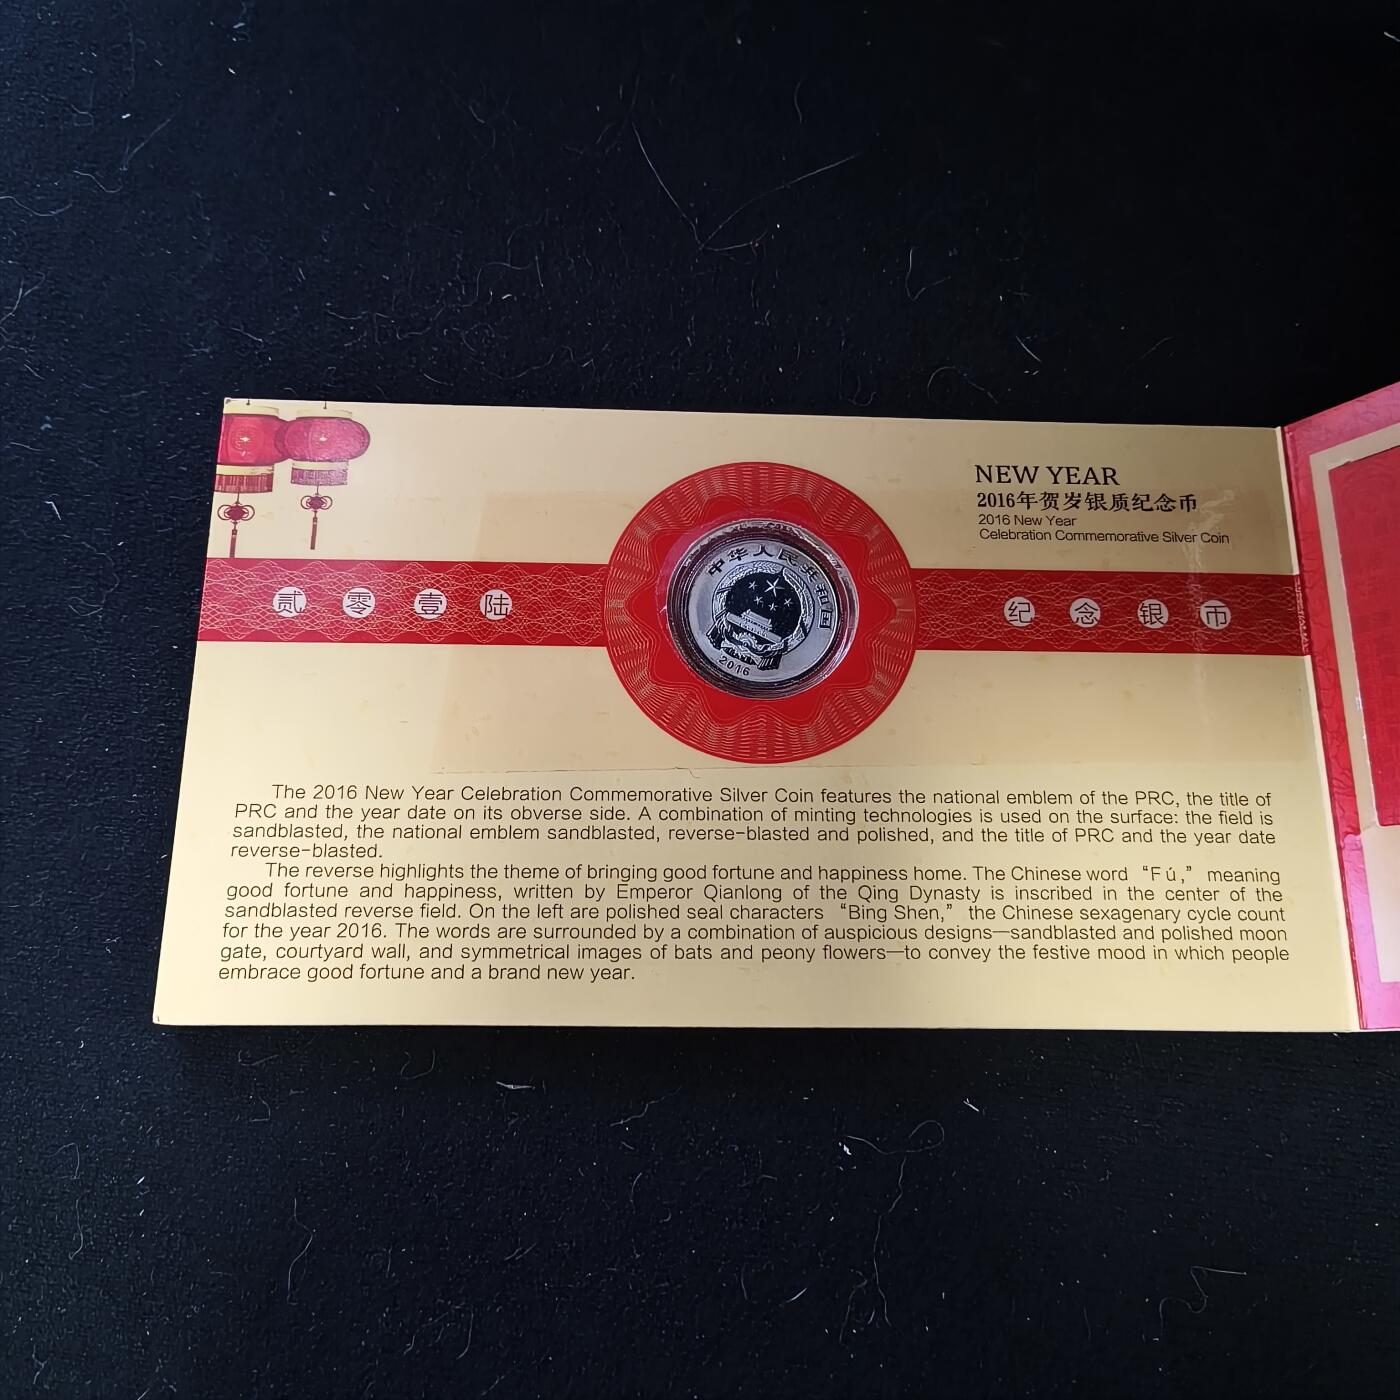 NEW YEAR
2016年贺岁银质纪念币
2016 New Year
Celebration Commemorative Silver Coin
中华人民共和国
2016
贰零壹陆
纪念银币
The 2016 New Year Celebration Commemorative Silver Coin features the national emblem of the PRC, the title of
PRC and the year date on its obverse side. A combination of minting technologies is used on the surface: the field is
sandblasted, the national emblem sandblasted, reverse-blasted and polished, and the title of PRC and the year date
reverse-blasted.
The reverse highlights the theme of bringing good fortune and happiness home. The Chinese word “Fú,” meaning
good fortune and happiness, written by Emperor Qianlong of the Qing Dynasty is inscribed in the center of the
sandblasted reverse field. On the left are polished seal characters “Bing Shen,” the Chinese sexagenary cycle count
for the year 2016. The words are surrounded by a combination of auspicious designs—sandblasted and polished moon
gate, courtyard wall, and symmetrical images of bats and peony flowers—to convey the festive mood in which people
embrace good fortune and a brand new year.